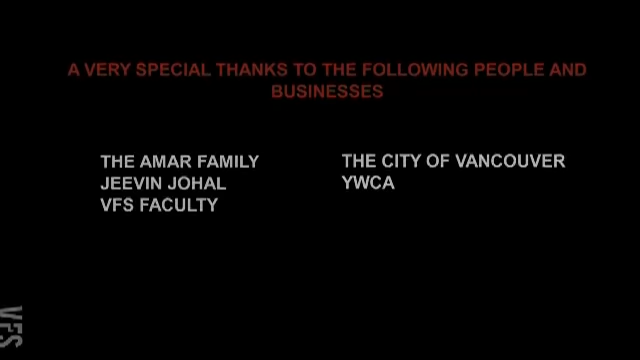 A VERY SPECIAL THANKS TO THE FOLLOWING PEOPLE AND
BUSINESSES
THE AMAR FAMILY
JEEVIN JOHAL
VFS FACULTY
THE CITY OF VANCOUVER
YWCA
VFS